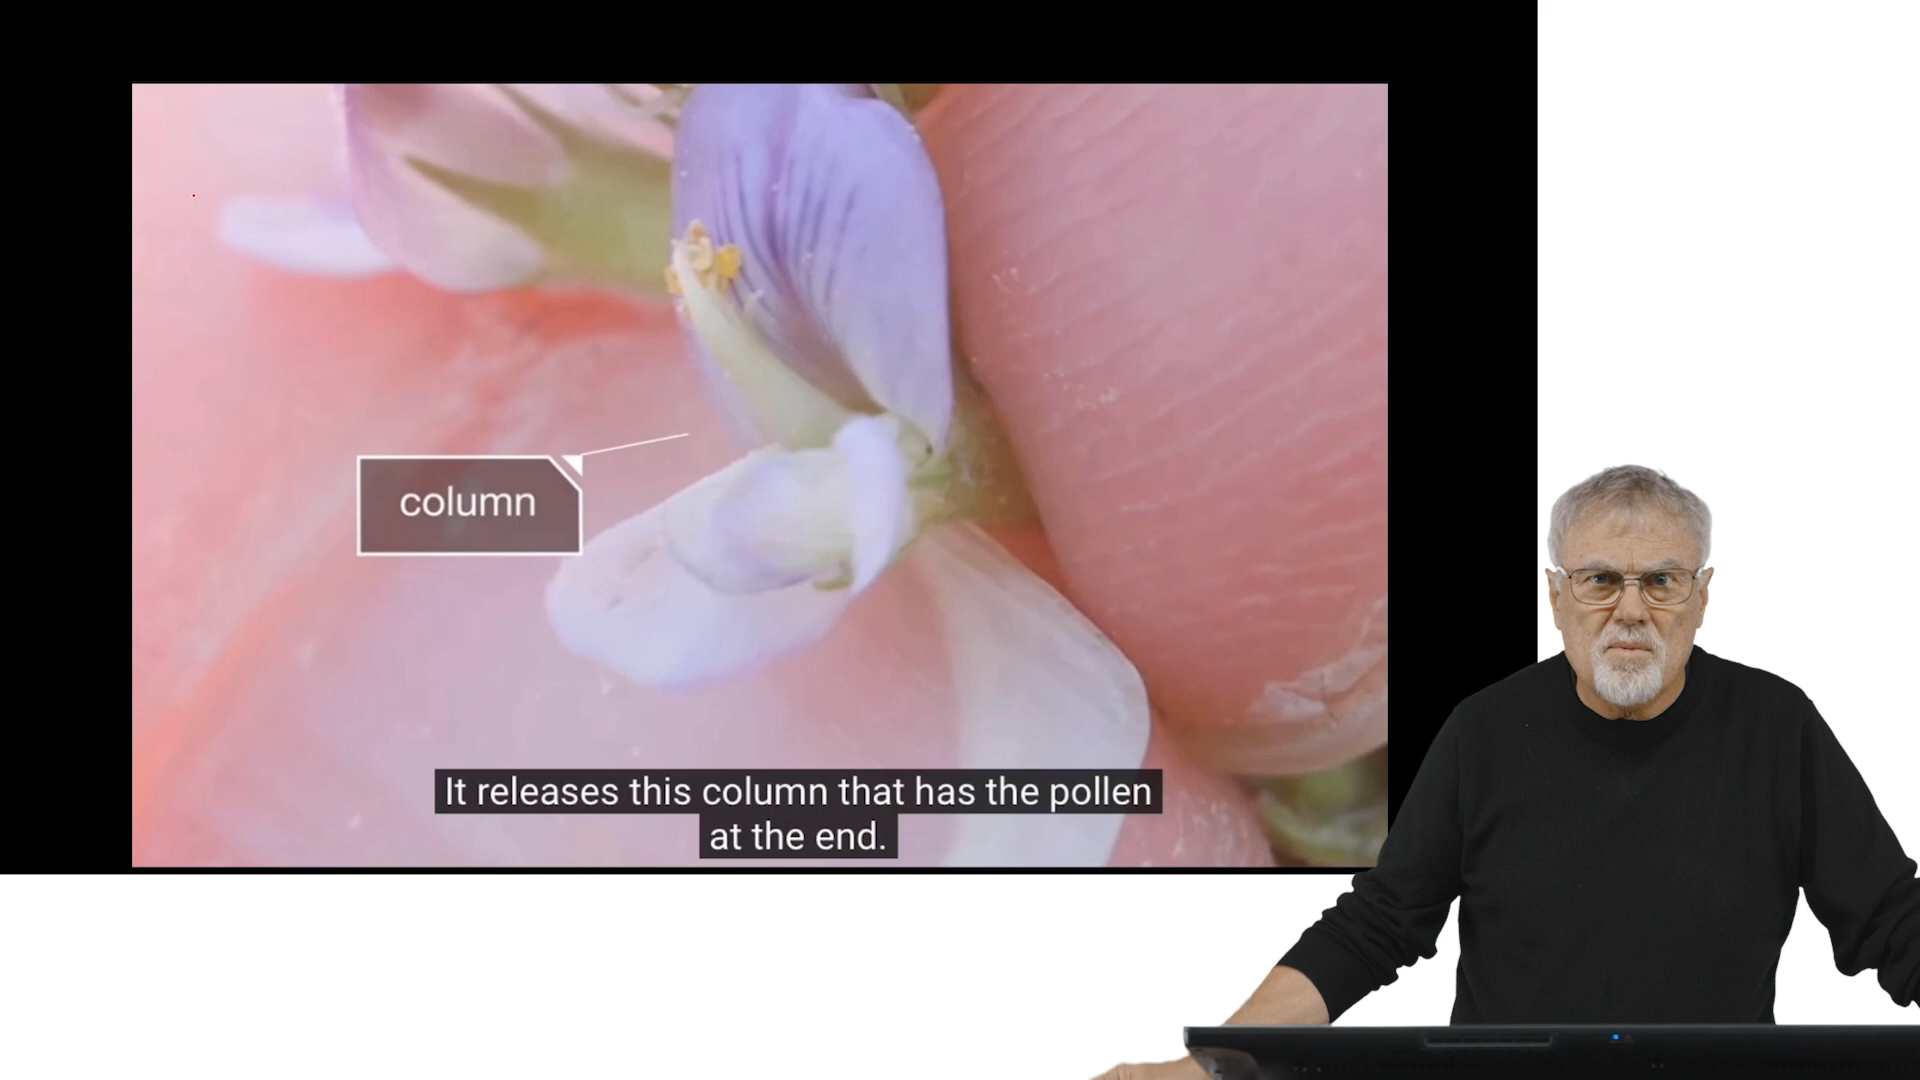 column
It releases this column that has the pollen
at the end.